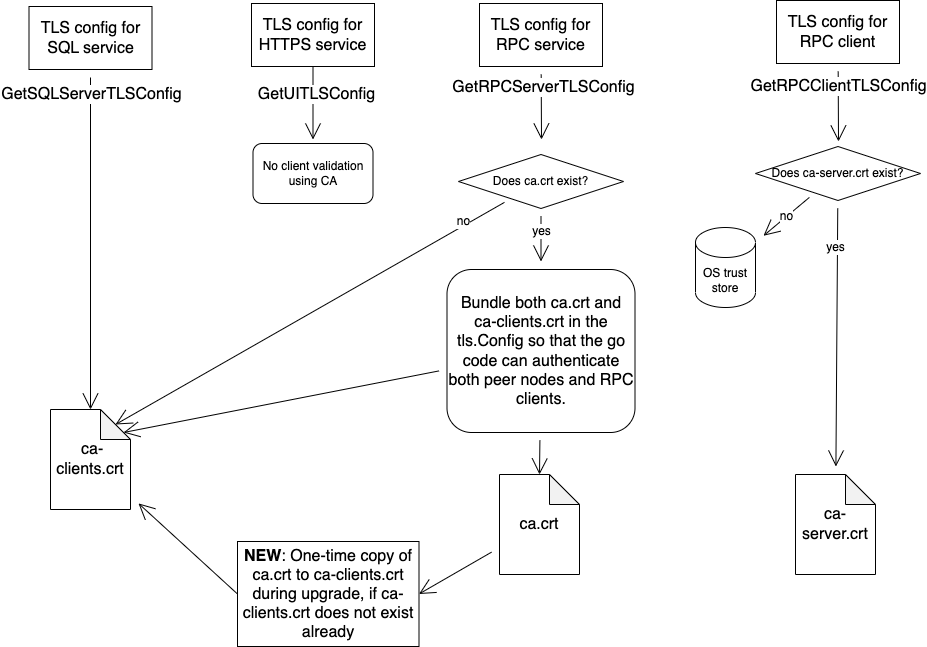 TLS config for
SQL service
TLS config for
HTTPS service
TLS config for
RPC service
TLS config for
RPC client
GetSQLServerTLSConfig
GetUITLSConfig
GetRPCServerTLSConfig
GetRPCClientTLSConfig
No client validation
using CA
Does ca.crt exist?
Does ca-server.crt exist?
no
yes
no
yes
OS trust
store
Bundle both ca.crt and
ca-clients.crt in the
tls.Config so that the go
code can authenticate
both peer nodes and RPC
clients.
ca-
clients.crt
ca.crt
ca-
server.crt
NEW: One-time copy of
ca.crt to ca-clients.crt
during upgrade, if ca-
clients.crt does not exist
already